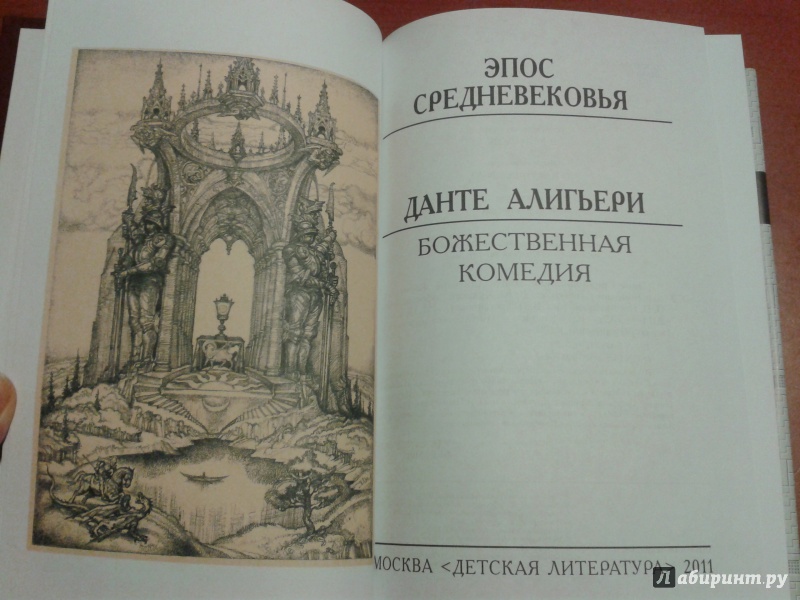 ЭПОС
СРЕДНЕВЕКОВЬЯ
ДАНТЕ АЛИГЬЕРИ
БОЖЕСТВЕННАЯ
КОМЕДИЯ
МОСКВА «ДЕТСКАЯ ЛИТЕРАТУРА» 2011
Лабиринт.ру